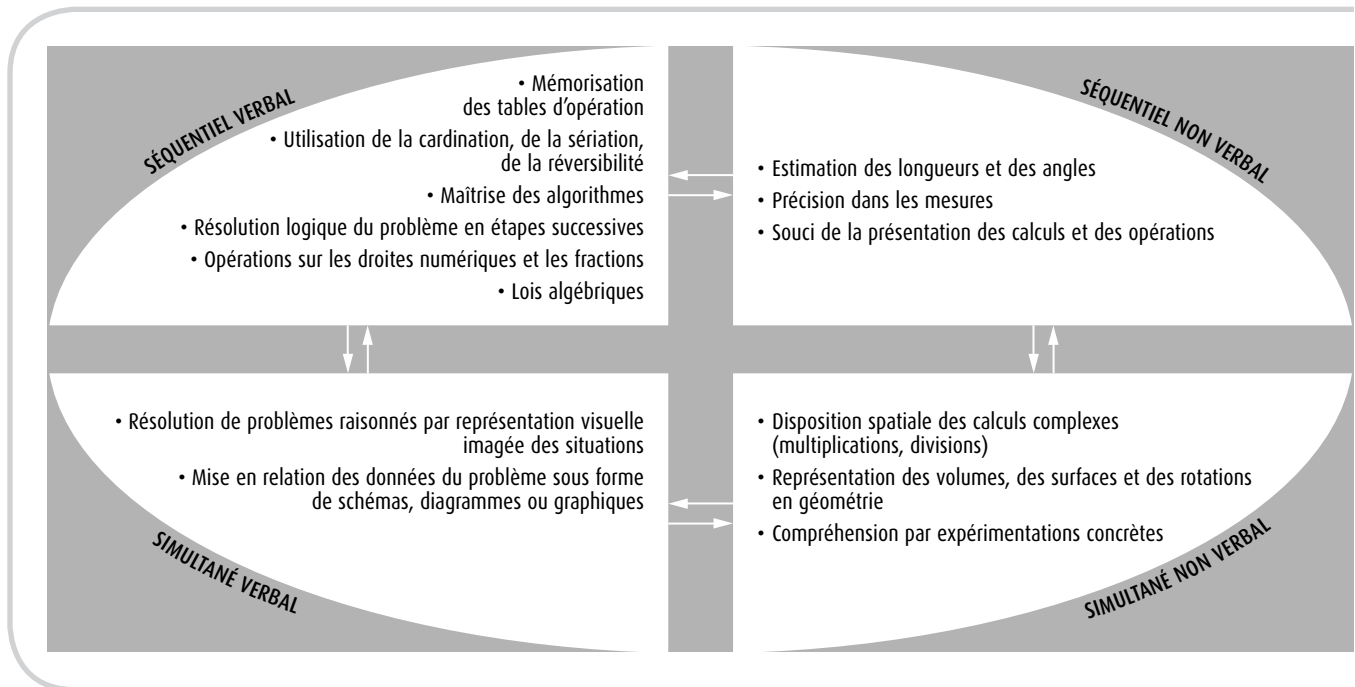 SÉQUENTIEL VERBAL
• Mémorisation
des tables d'opération
• Utilisation de la cardination, de la sériation,
de la réversibilité
• Maîtrise des algorithmes
• Résolution logique du problème en étapes successives
• Opérations sur les droites numériques et les fractions
• Lois algébriques
SÉQUENTIEL NON VERBAL
• Estimation des longueurs et des angles
• Précision dans les mesures
• Souci de la présentation des calculs et des opérations
• Résolution de problèmes raisonnés par représentation visuelle
imagée des situations
• Mise en relation des données du problème sous forme
de schémas, diagrammes ou graphiques
SIMULTANÉ VERBAL
• Disposition spatiale des calculs complexes
(multiplications, divisions)
• Représentation des volumes, des surfaces et des rotations
en géométrie
• Compréhension par expérimentations concrètes
SIMULTANÉ NON VERBAL